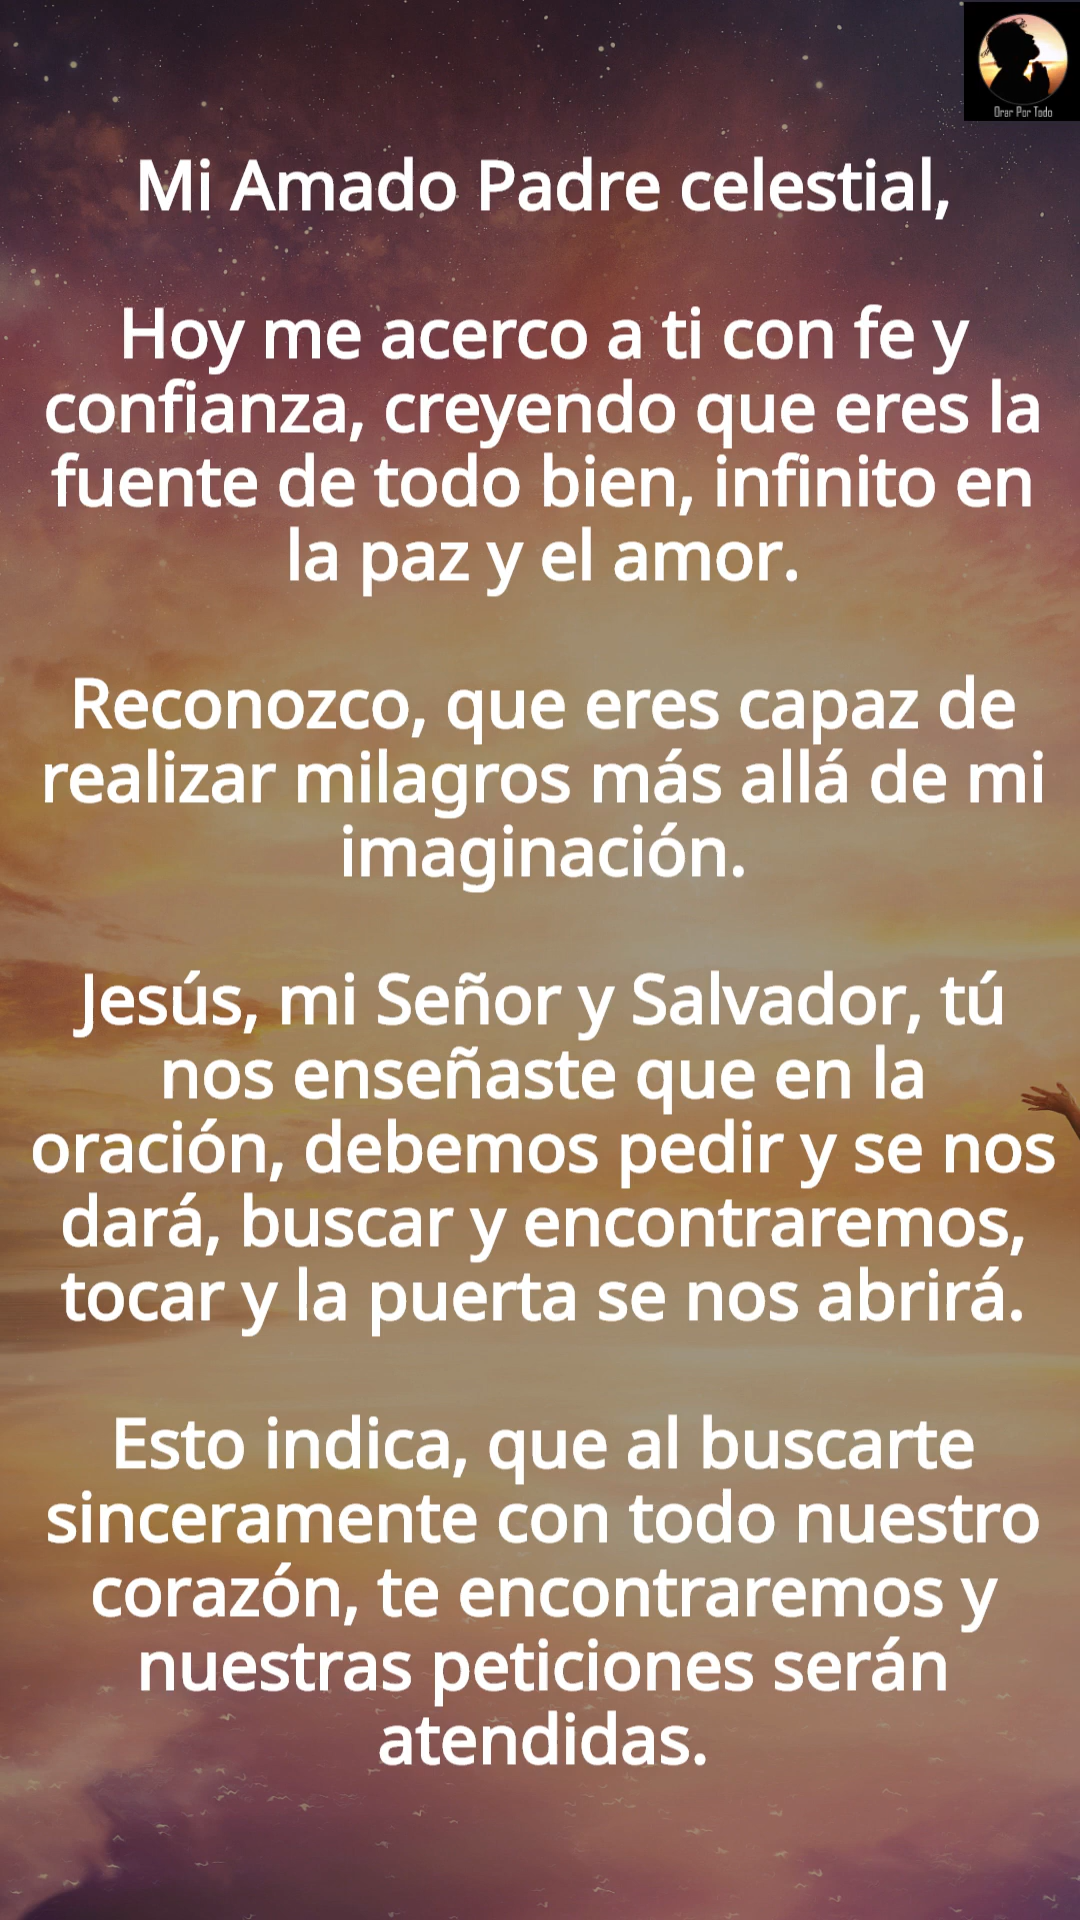 Orar Por Todo
Mi Amado Padre celestial,
Hoy me acerco a ti con fe y
confianza, creyendo que eres la
fuente de todo bien, infinito en
la paz y el amor.
Reconozco, que eres capaz de
realizar milagros más allá de mi
imaginación.
Jesús, mi Señor y Salvador, tú
nos enseñaste que en la
oración, debemos pedir y se nos
dará, buscar y encontraremos,
tocar y la puerta se nos abrirá.
Esto indica, que al buscarte
sinceramente con todo nuestro
corazón, te encontraremos y
nuestras peticiones serán
atendidas.